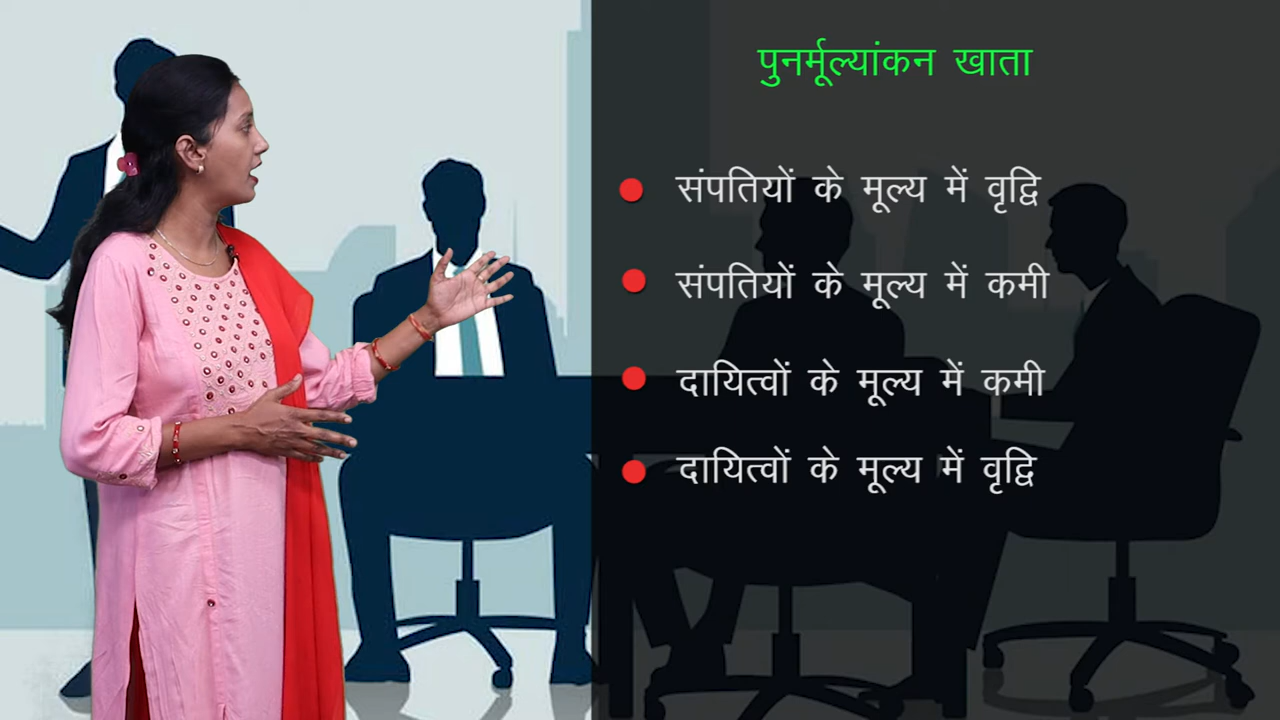 पुनर्मूल्यांकन खाता
संपतियों के मूल्य में वृद्वि
संपतियों के मूल्य में कमी
दायित्वों के मूल्य में कमी
दायित्वों के मूल्य में वृद्वि